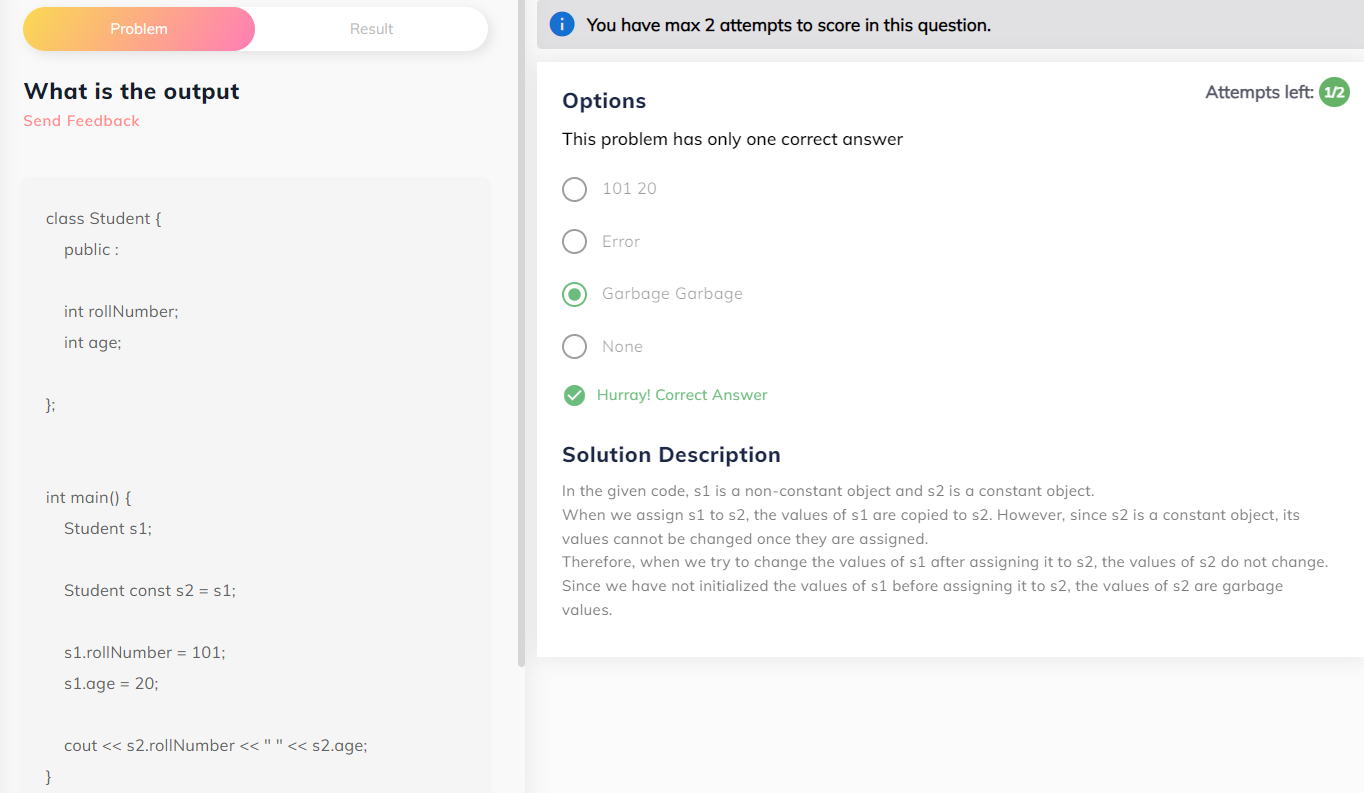 Problem
Result
What is the output
Send Feedback
class Student {
public :
int rollNumber;
int age;
};
int main() {
Student s1;
Student const s2 = s1;
s1.rollNumber = 101;
s1.age = 20;
cout << s2.rollNumber << " " << s2.age;
}
You have max 2 attempts to score in this question.
Options
Attempts left: 1/2
This problem has only one correct answer
101 20
Error
Garbage Garbage
None
Hurray! Correct Answer
Solution Description
In the given code, s1 is a non-constant object and s2 is a constant object.
When we assign s1 to s2, the values of s1 are copied to s2. However, since s2 is a constant object, its
values cannot be changed once they are assigned.
Therefore, when we try to change the values of s1 after assigning it to s2, the values of s2 do not change.
Since we have not initialized the values of s1 before assigning it to s2, the values of s2 are garbage
values.